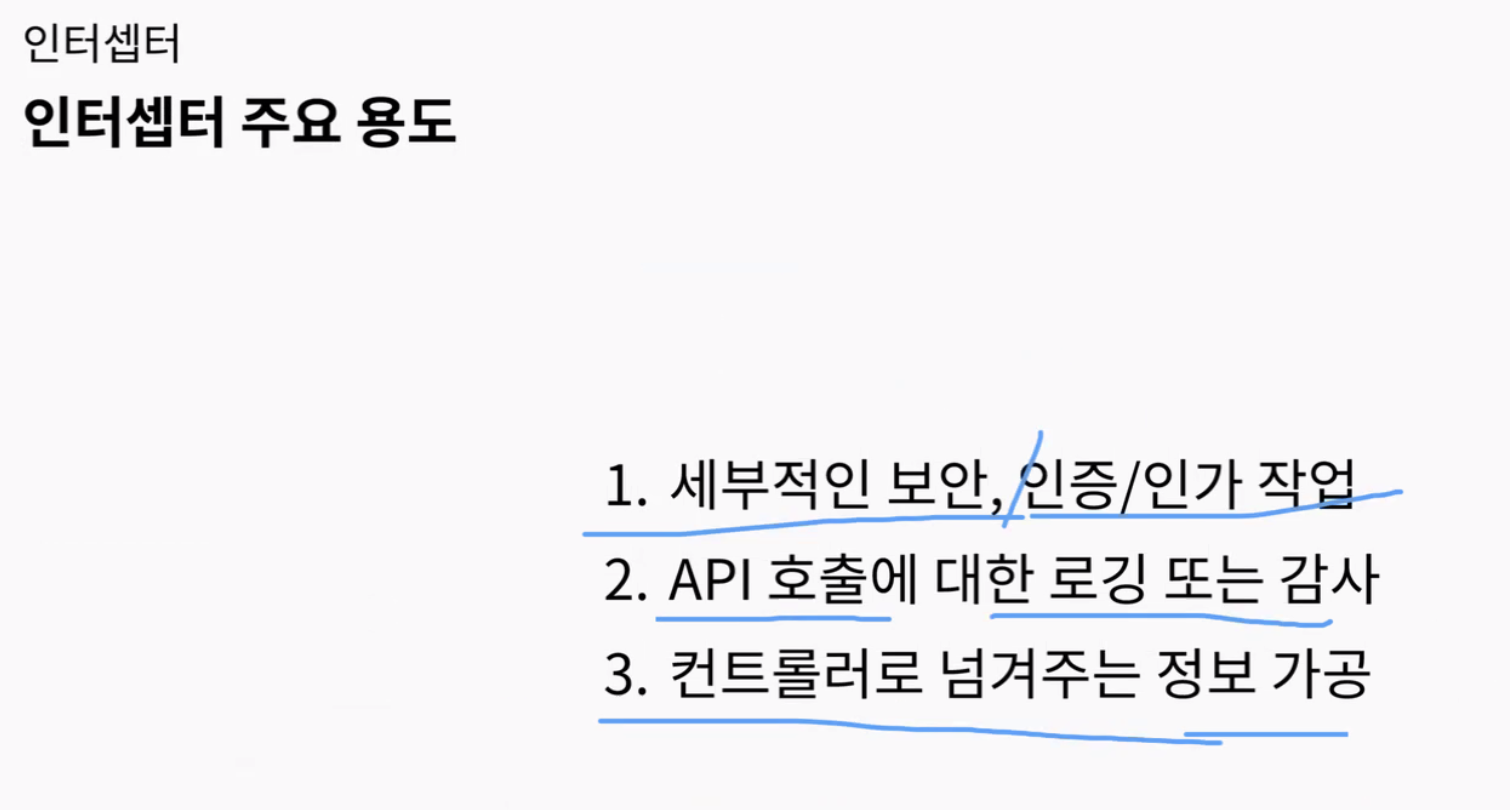 인터셉터
인터셉터 주요 용도
1. 세부적인 보안, 인증/인가 작업
2. API 호출에 대한 로깅 또는 감사
3. 컨트롤러로 넘겨주는 정보 가공